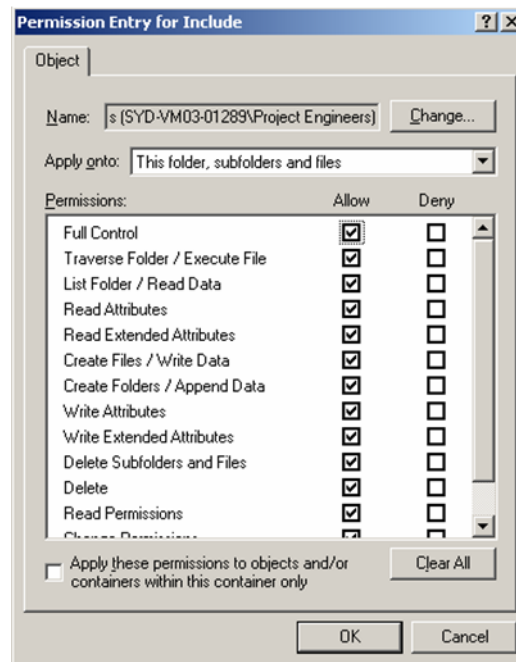 Permission Entry for Include
Object
Name: s (SYD-VM03-01289\Project Engineers) Change...
Apply onto: This folder, subfolders and files
Permissions: Allow Deny
Full Control
Traverse Folder / Execute File
List Folder / Read Data
Read Attributes
Read Extended Attributes
Create Files / Write Data
Create Folders / Append Data
Write Attributes
Write Extended Attributes
Delete Subfolders and Files
Delete
Read Permissions
Change Permissions
Apply these permissions to objects and/or
containers within this container only
Clear All
OK Cancel